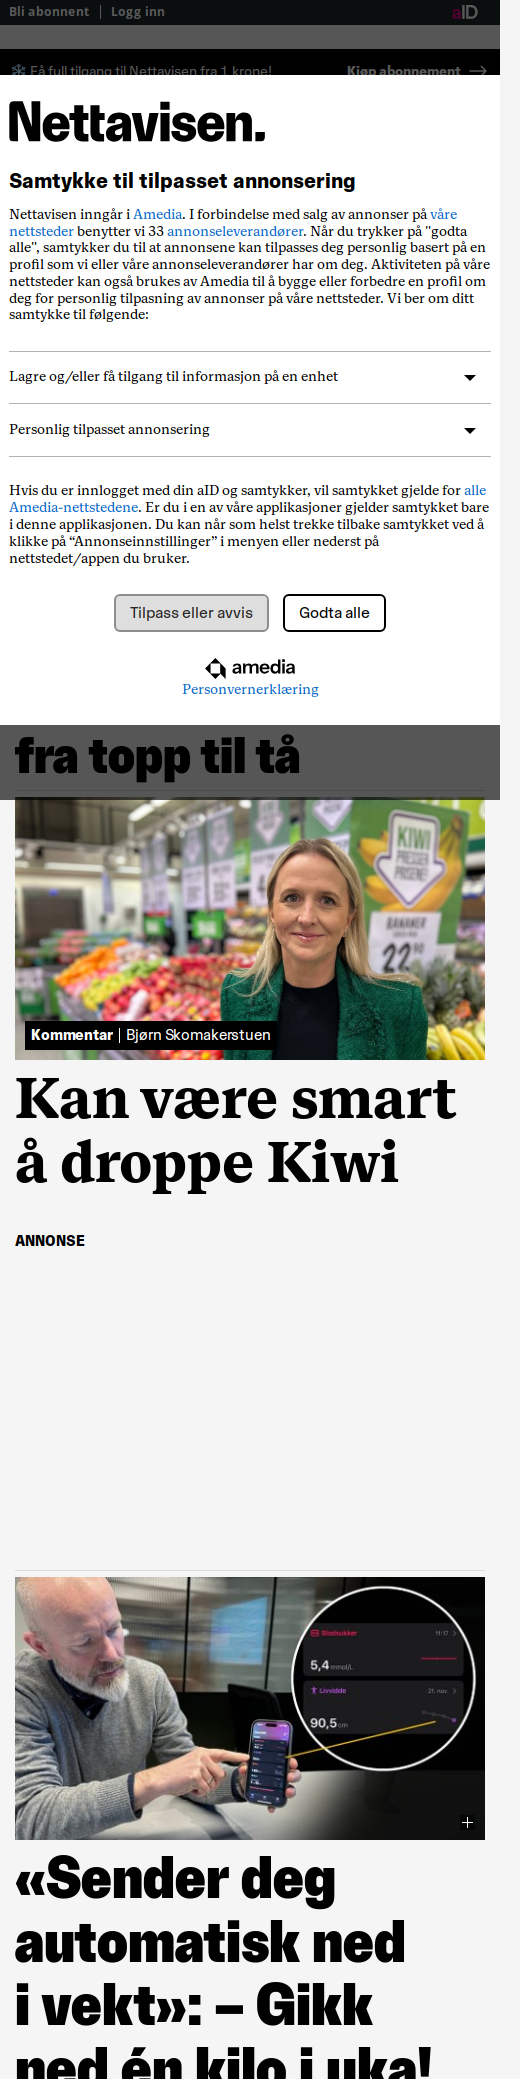 Bli abonnent | Logg inn aID
Få full tilgang til Nettavisen fra 1 krone! Kjøp abonnement
Nettavisen.
Samtykke til tilpasset annonsering
Nettavisen inngår i Amedia. I forbindelse med salg av annonser på våre
nettsteder benytter vi 33 annonseleverandører. Når du trykker på "godta
alle", samtykker du til at annonsene kan tilpasses deg personlig basert på en
profil som vi eller våre annonseleverandører har om deg. Aktiviteten på våre
nettsteder kan også brukes av Amedia til å bygge eller forbedre en profil om
deg for personlig tilpasning av annonser på våre nettsteder. Vi ber om ditt
samtykke til følgende:
Lagre og/eller få tilgang til informasjon på en enhet
Personlig tilpasset annonsering
Hvis du er innlogget med din aID og samtykker, vil samtykket gjelde for alle
Amedia-nettstedene. Er du i en av våre applikasjoner gjelder samtykket bare
i denne applikasjonen. Du kan når som helst trekke tilbake samtykket ved å
klikke på “Annonseinnstillinger” i menyen eller nederst på
nettstedet/appen du bruker.
Tilpass eller avvis Godta alle
amedia
Personvernerklæring
fra topp til tå
KIWI
PRESSER
PRISENE!
BANANER
22
Kommentar | Bjørn Skomakerstuen
Kan være smart
å droppe Kiwi
ANNONSE
Blodsukker 11:17
5,4 mmol/L
Livvidde 21. nov.
90,5 cm
«Sender deg
automatisk ned
i vekt»: – Gikk
ned én kilo i uka!